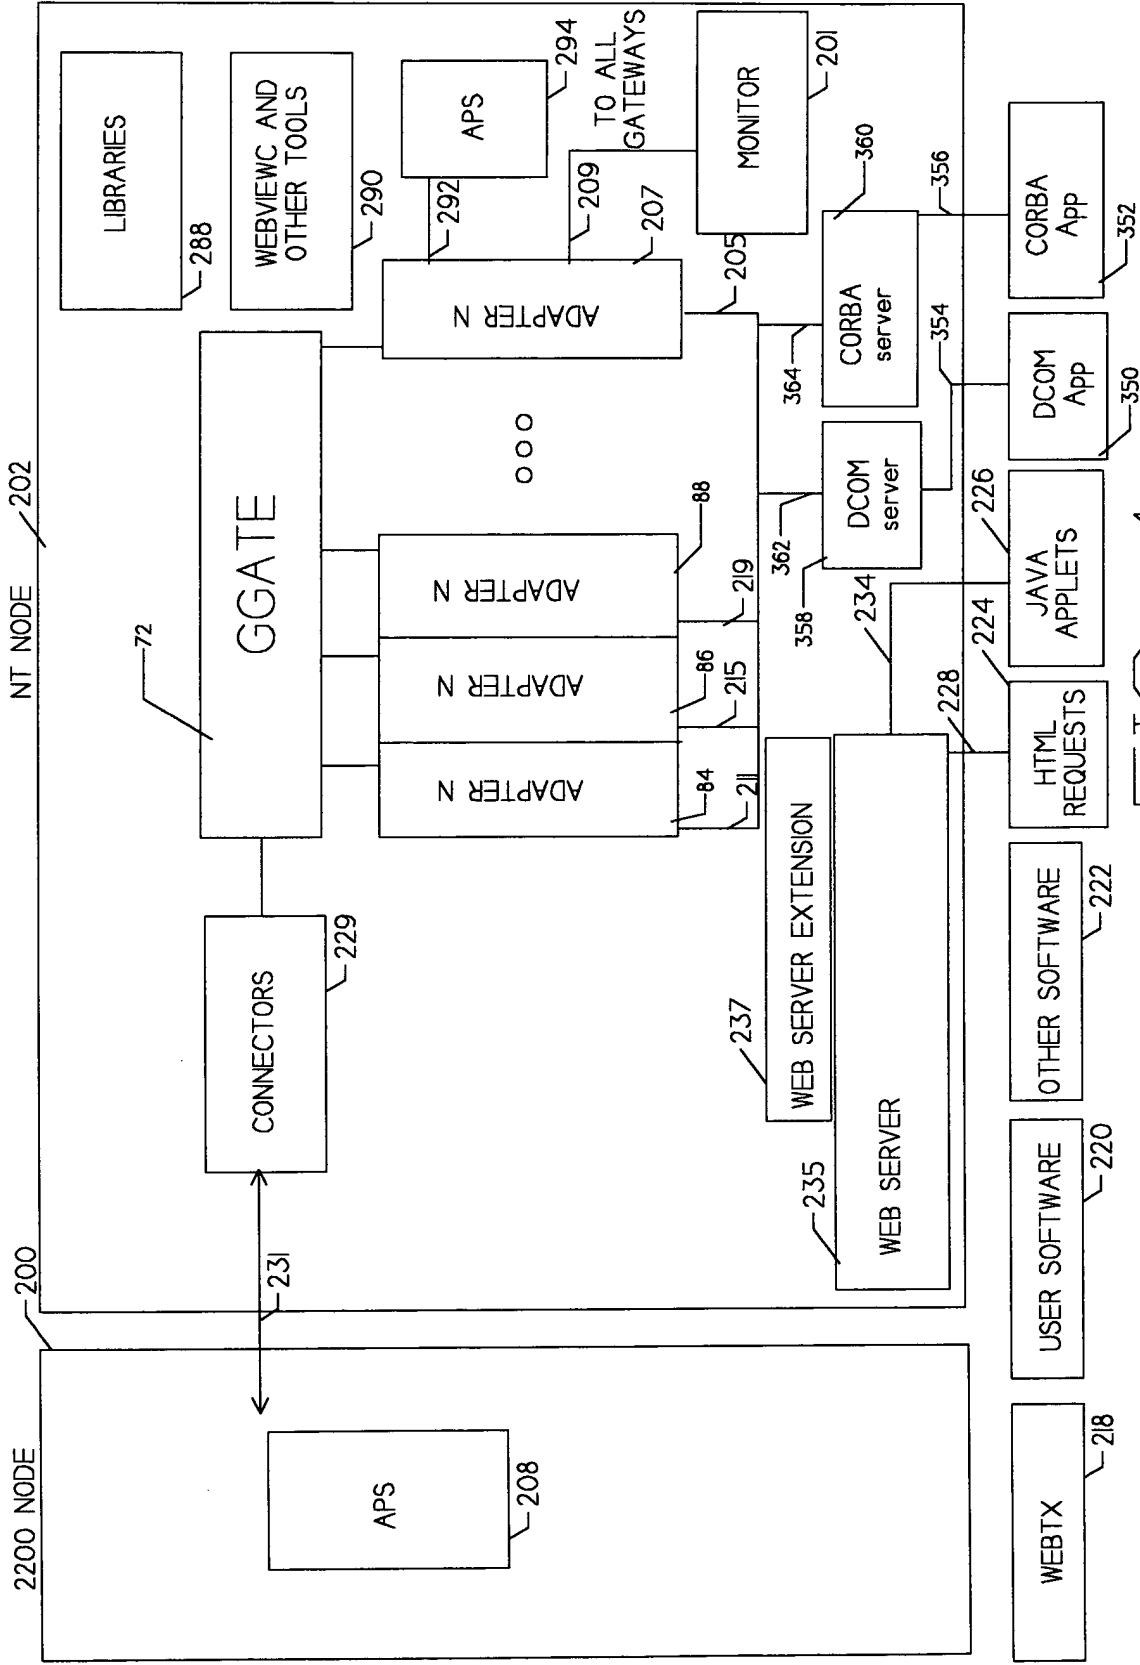 2200 NODE
200
NT NODE
202
LIBRARIES
288
72
GGATE
CONNECTORS
229
231
WEBVIEWC AND
OTHER TOOLS
290
APS
208
ADAPTER N
84
ADAPTER N
86
ADAPTER N
88
ADAPTER N
207
292
APS
294
209
TO ALL
GATEWAYS
211
215
219
205
MONITOR
201
237
WEB SERVER EXTENSION
235
WEB SERVER
362
364
358
DCOM
server
CORBA
server
360
234
228
354
356
WEBTX
218
USER SOFTWARE
220
OTHER SOFTWARE
222
HTML
REQUESTS
224
JAVA
APPLETS
226
DCOM
App
350
CORBA
App
352